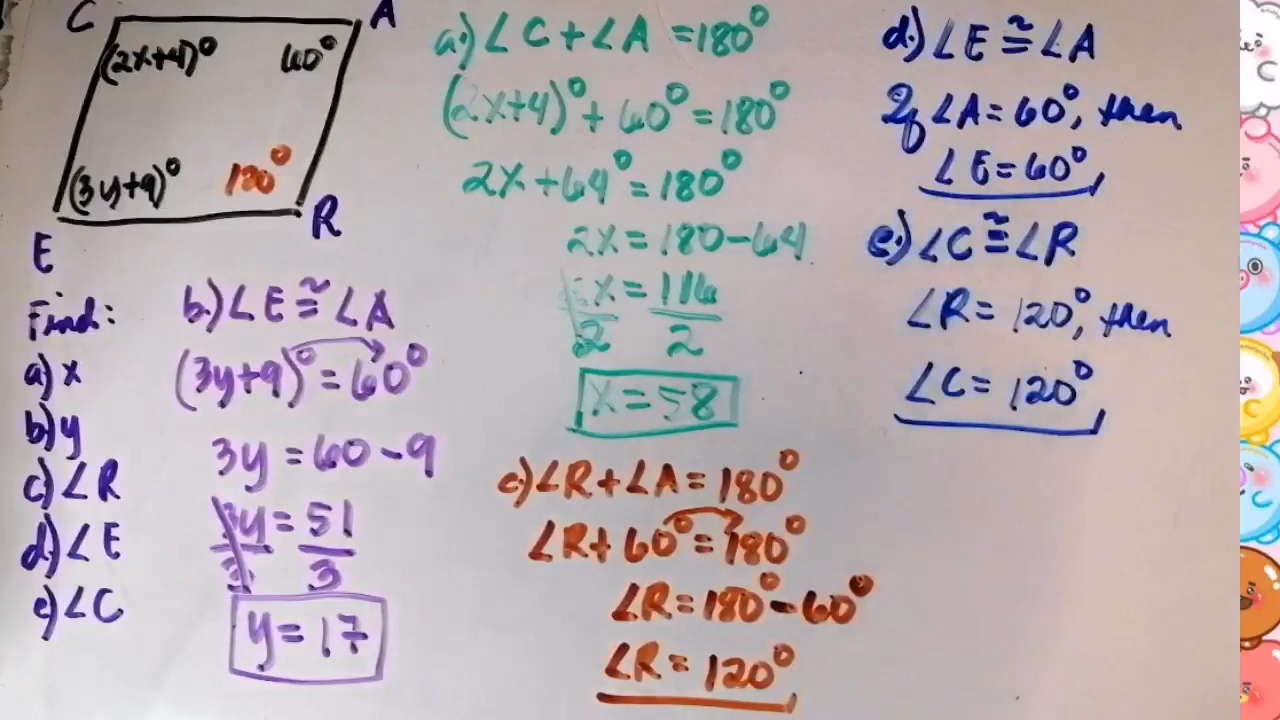 C
A
(2x+4)°
60°
(3y+9)°
120°
E
R
Find:
a) x
b) y
c) ∠R
d) ∠E
e) ∠C
b.) ∠E ≅ ∠A
(3y+9)° = 60°
3y = 60 - 9
3y = 51
3 3
y = 17
a.) ∠C + ∠A = 180°
(2x+4)° + 60° = 180°
2x + 64° = 180°
2x = 180 - 64
2x = 116
2 2
x = 58
c) ∠R + ∠A = 180°
∠R + 60° = 180°
∠R = 180° - 60°
∠R = 120°
d.) ∠E ≅ ∠A
If ∠A = 60°, then
∠E = 60°
e.) ∠C ≅ ∠R
∠R = 120°, then
∠C = 120°